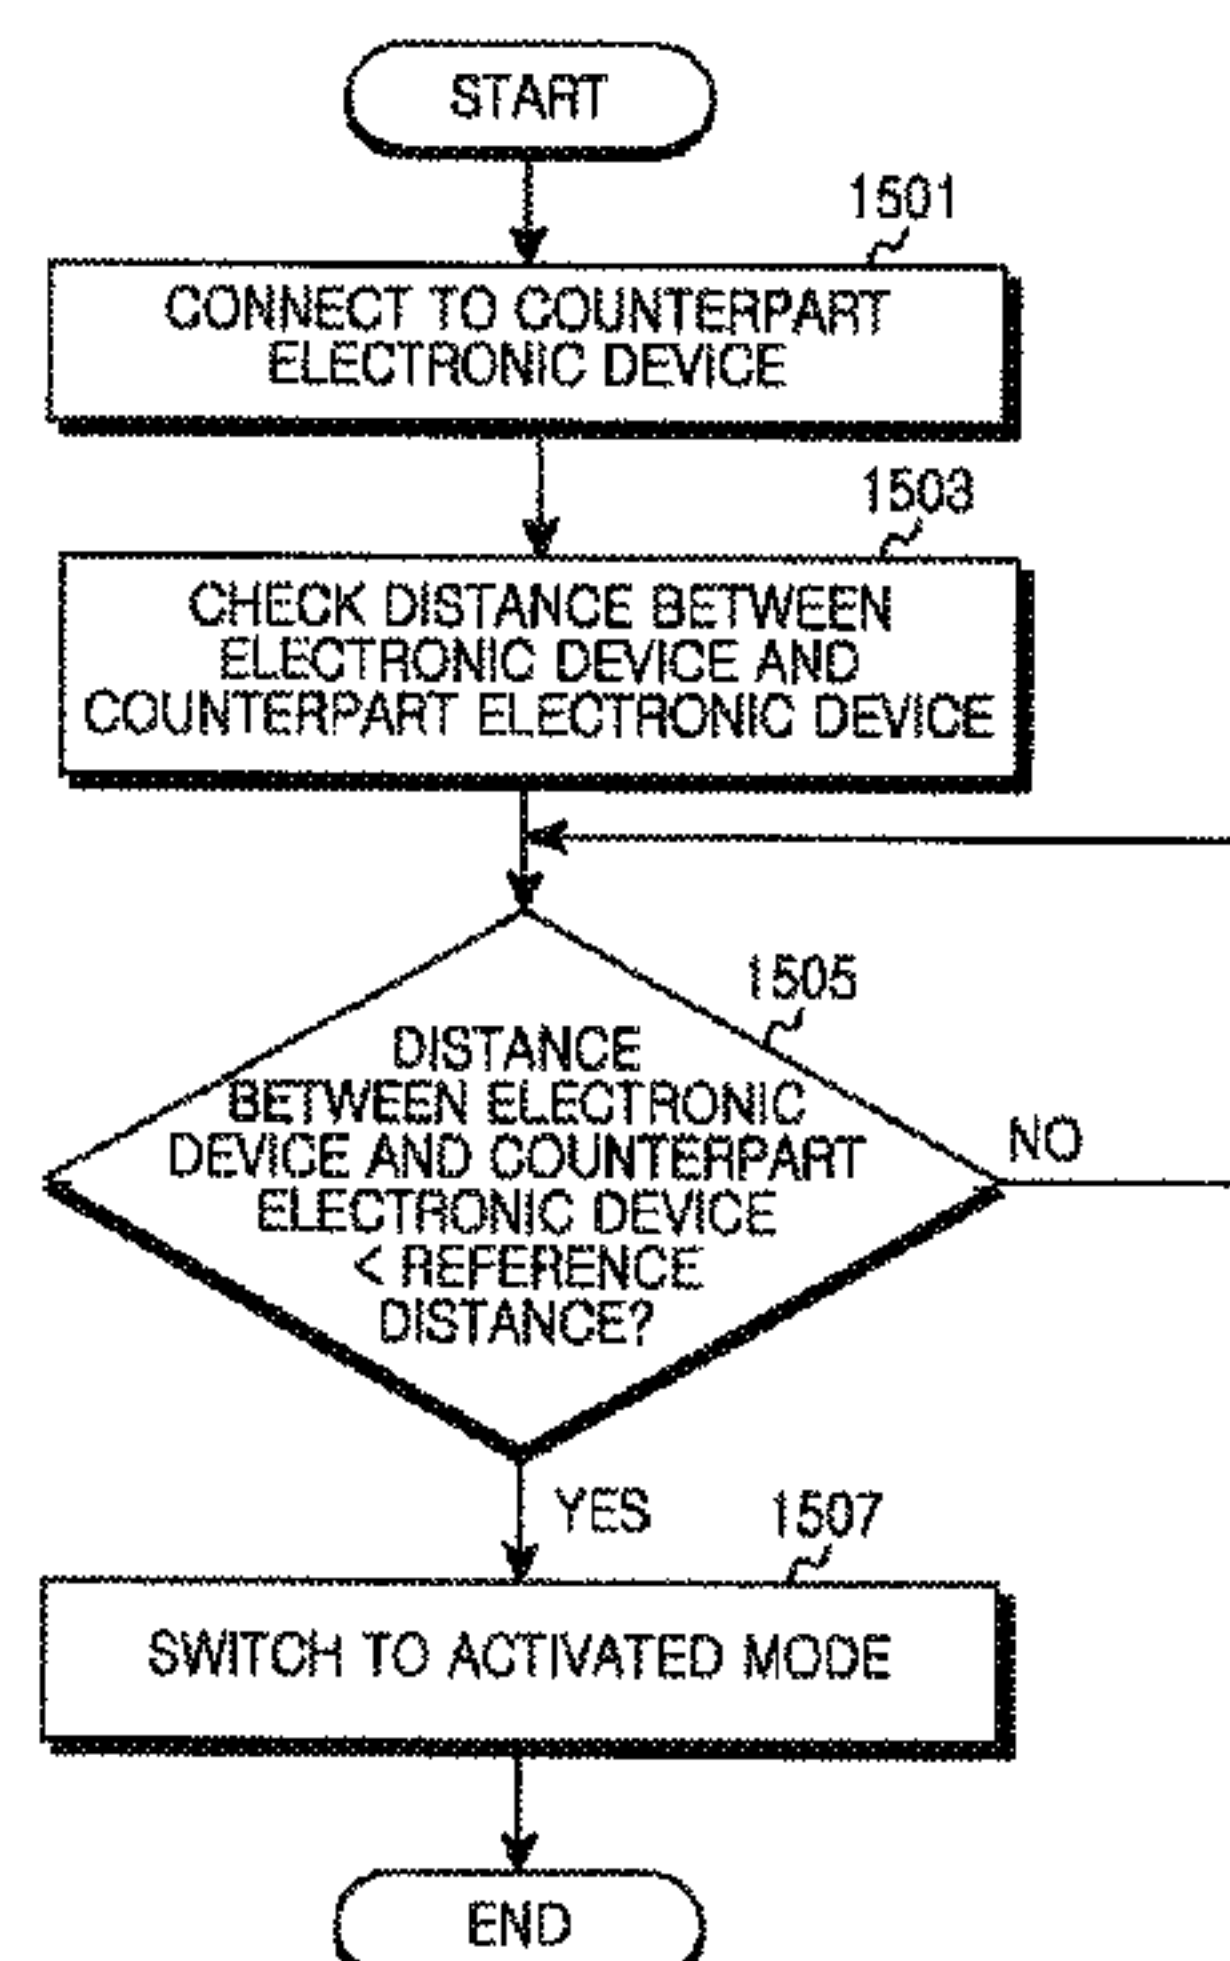 START
1501
CONNECT TO COUNTERPART
ELECTRONIC DEVICE
1503
CHECK DISTANCE BETWEEN
ELECTRONIC DEVICE AND
COUNTERPART ELECTRONIC DEVICE
1505
DISTANCE
BETWEEN ELECTRONIC
DEVICE AND COUNTERPART
ELECTRONIC DEVICE
< REFERENCE
DISTANCE?
NO
YES
1507
SWITCH TO ACTIVATED MODE
END